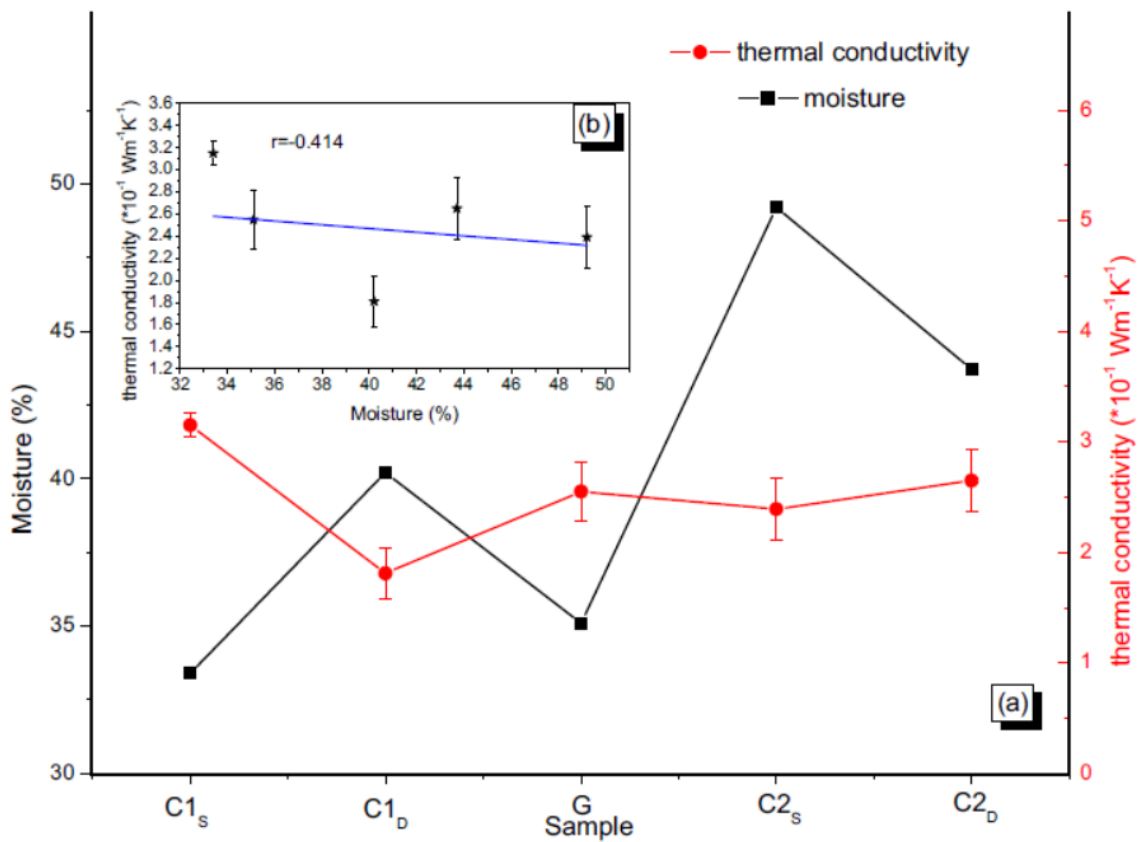 thermal conductivity
moisture
(b)
r=-0.414
thermal conductivity (*10⁻¹ Wm⁻¹K⁻¹)
3.6
3.4
3.2
3.0
2.8
2.6
2.4
2.2
2.0
1.8
1.6
1.4
1.2
32 34 36 38 40 42 44 46 48 50
Moisture (%)
Moisture (%)
50
45
40
35
30
thermal conductivity (*10⁻¹ Wm⁻¹K⁻¹)
6
5
4
3
2
1
0
(a)
C1S C1D G C2S C2D
Sample